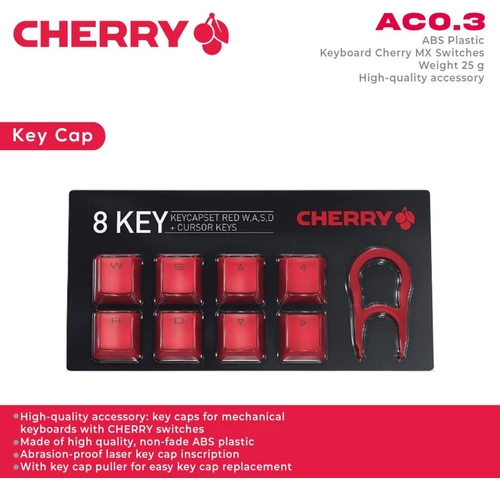 CHERRY
AC0.3
ABS Plastic
Keyboard Cherry MX Switches
Weight 25 g
High-quality accessory
Key Cap
8 KEY
KEYCAPSET RED W,A,S,D
+ CURSOR KEYS
CHERRY
W S
A D
High-quality accessory: key caps for mechanical
keyboards with CHERRY switches
Made of high quality, non-fade ABS plastic
Abrasion-proof laser key cap inscription
With key cap puller for easy key cap replacement